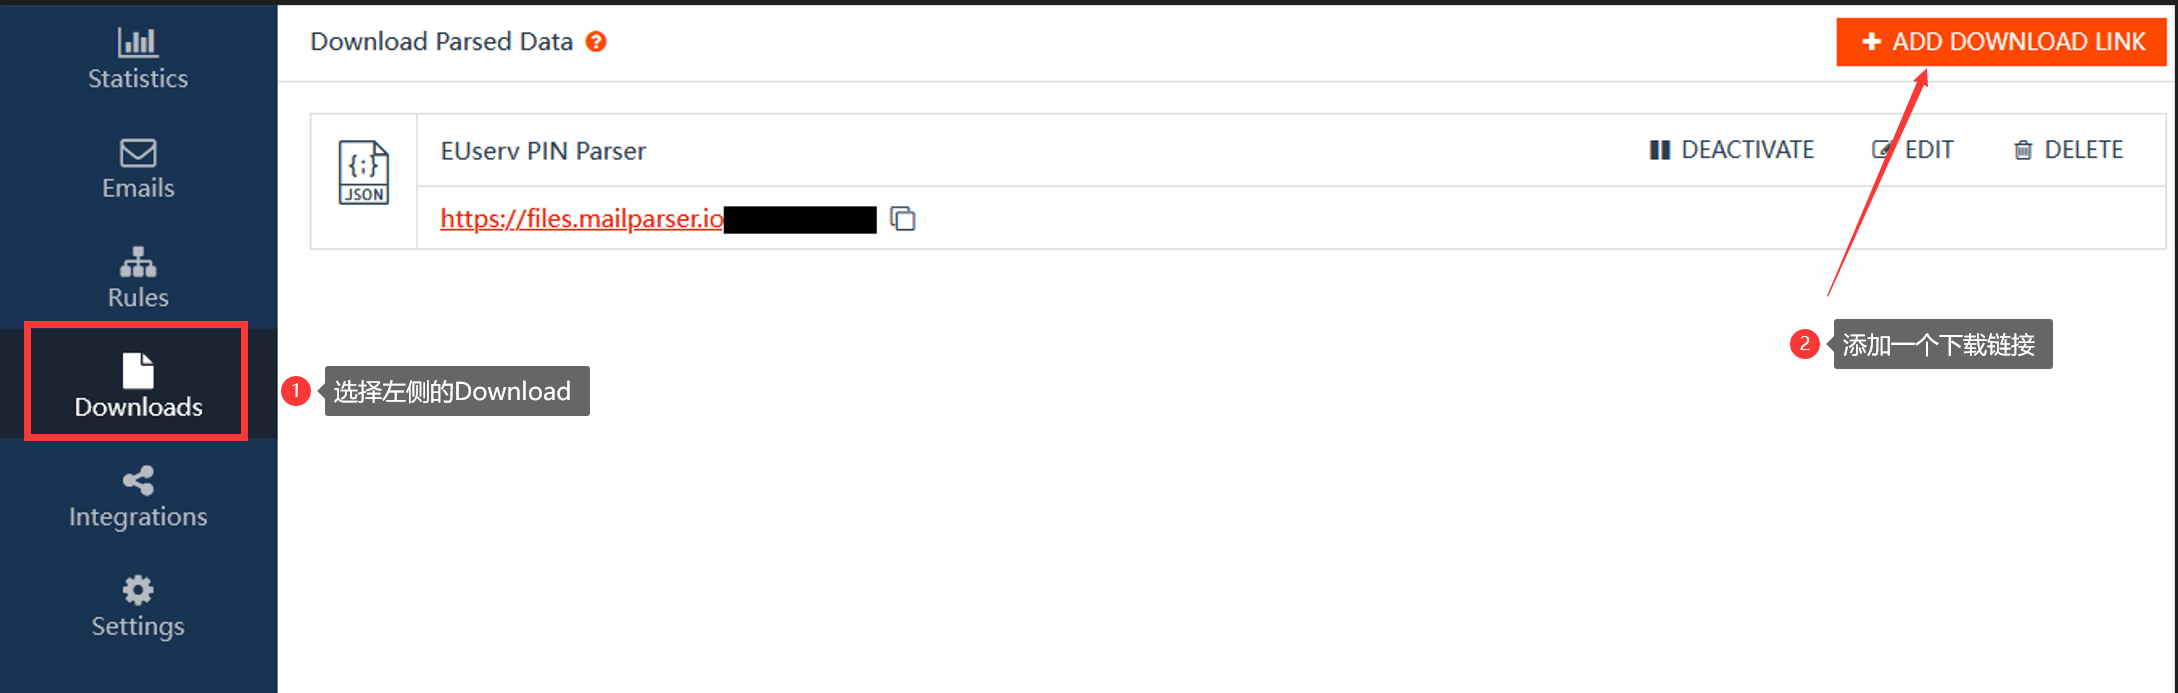 Statistics
Emails
Rules
Downloads
Integrations
Settings
Download Parsed Data ?
ADD DOWNLOAD LINK
{;}
JSON
EUserv PIN Parser
DEACTIVATE
EDIT
DELETE
https://files.mailparser.io
1 选择左侧的Download
2 添加一个下载链接